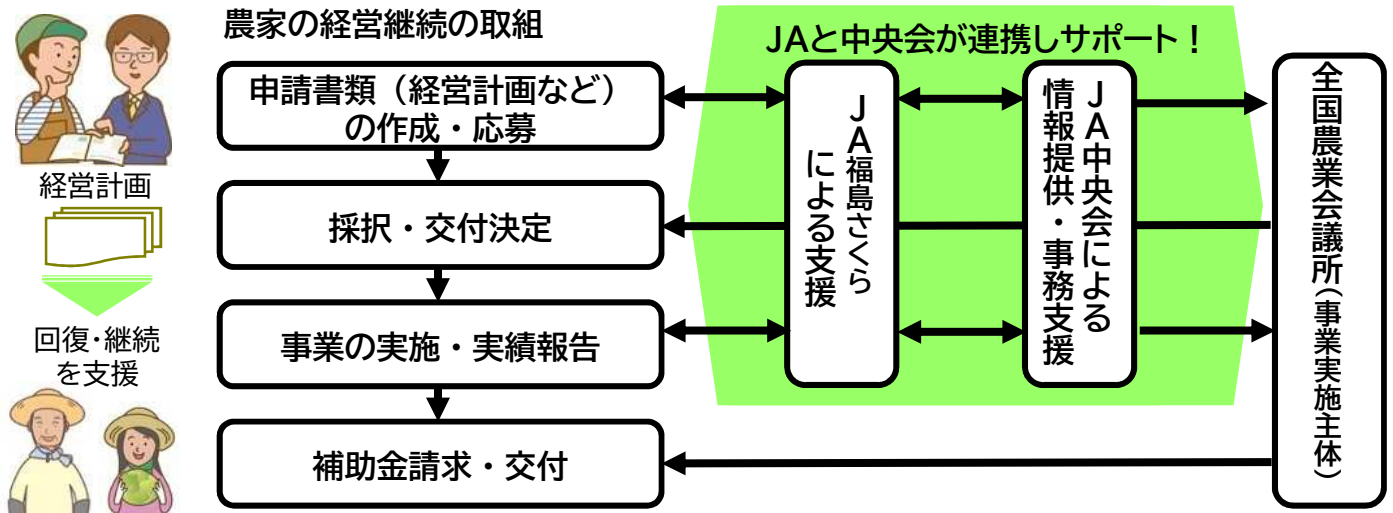 農家の経営継続の取組
JAと中央会が連携しサポート！
経営計画
回復・継続
を支援
申請書類（経営計画など）
の作成・応募
採択・交付決定
事業の実施・実績報告
補助金請求・交付
JA福島さくら
による支援
JA中央会による
情報提供・事務支援
全国農業会議所（事業実施主体）